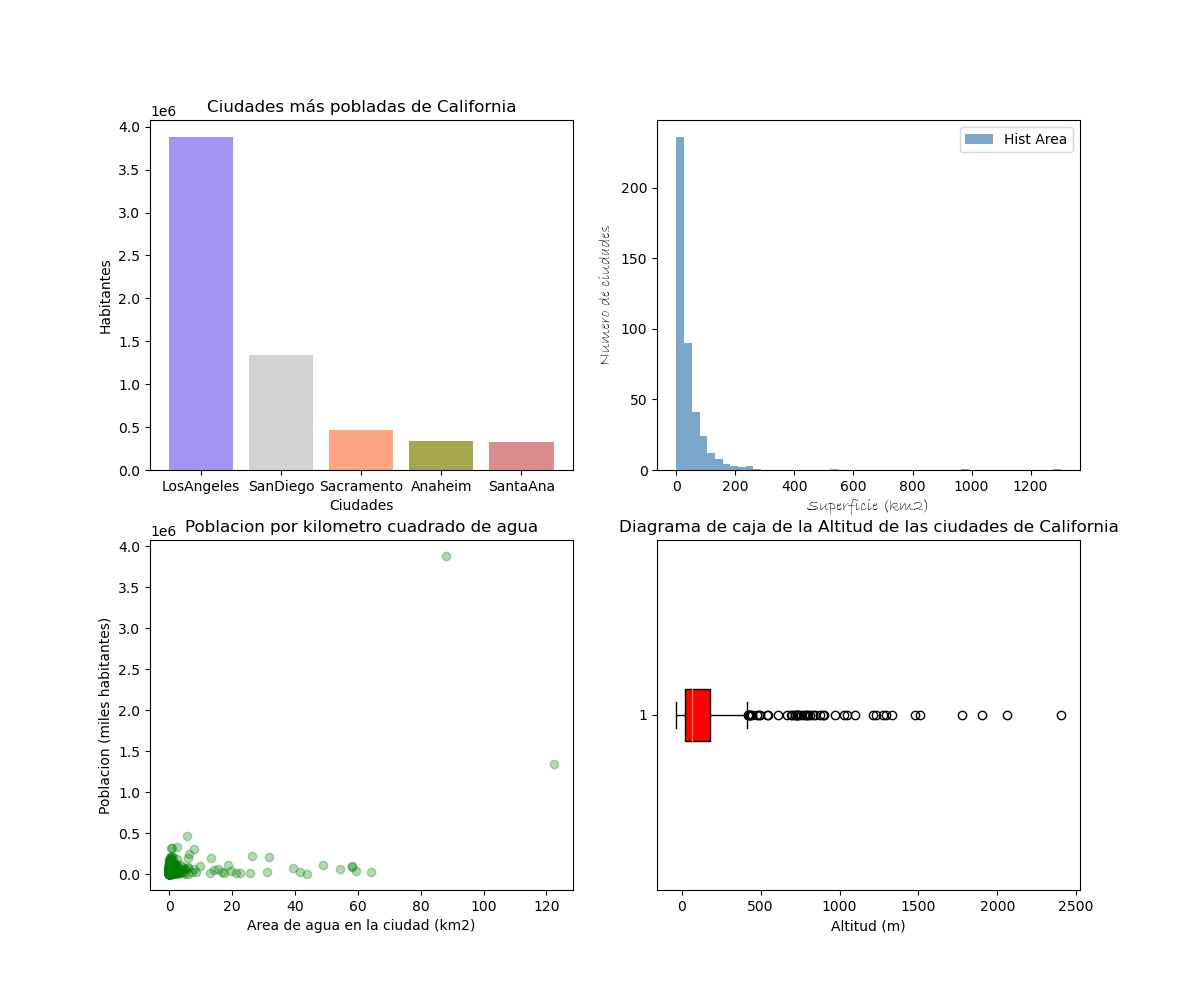 Ciudades más pobladas de California
1e6
4.0
3.5
3.0
2.5
2.0
1.5
1.0
0.5
0.0
Habitantes
LosAngeles SanDiego Sacramento Anaheim SantaAna
Ciudades
Hist Area
200
150
100
50
0
Numero de ciudades
0 200 400 600 800 1000 1200
Superficie (km2)
Poblacion por kilometro cuadrado de agua
1e6
4.0
3.5
3.0
2.5
2.0
1.5
1.0
0.5
0.0
Poblacion (miles habitantes)
0 20 40 60 80 100 120
Area de agua en la ciudad (km2)
Diagrama de caja de la Altitud de las ciudades de California
1
0 500 1000 1500 2000 2500
Altitud (m)